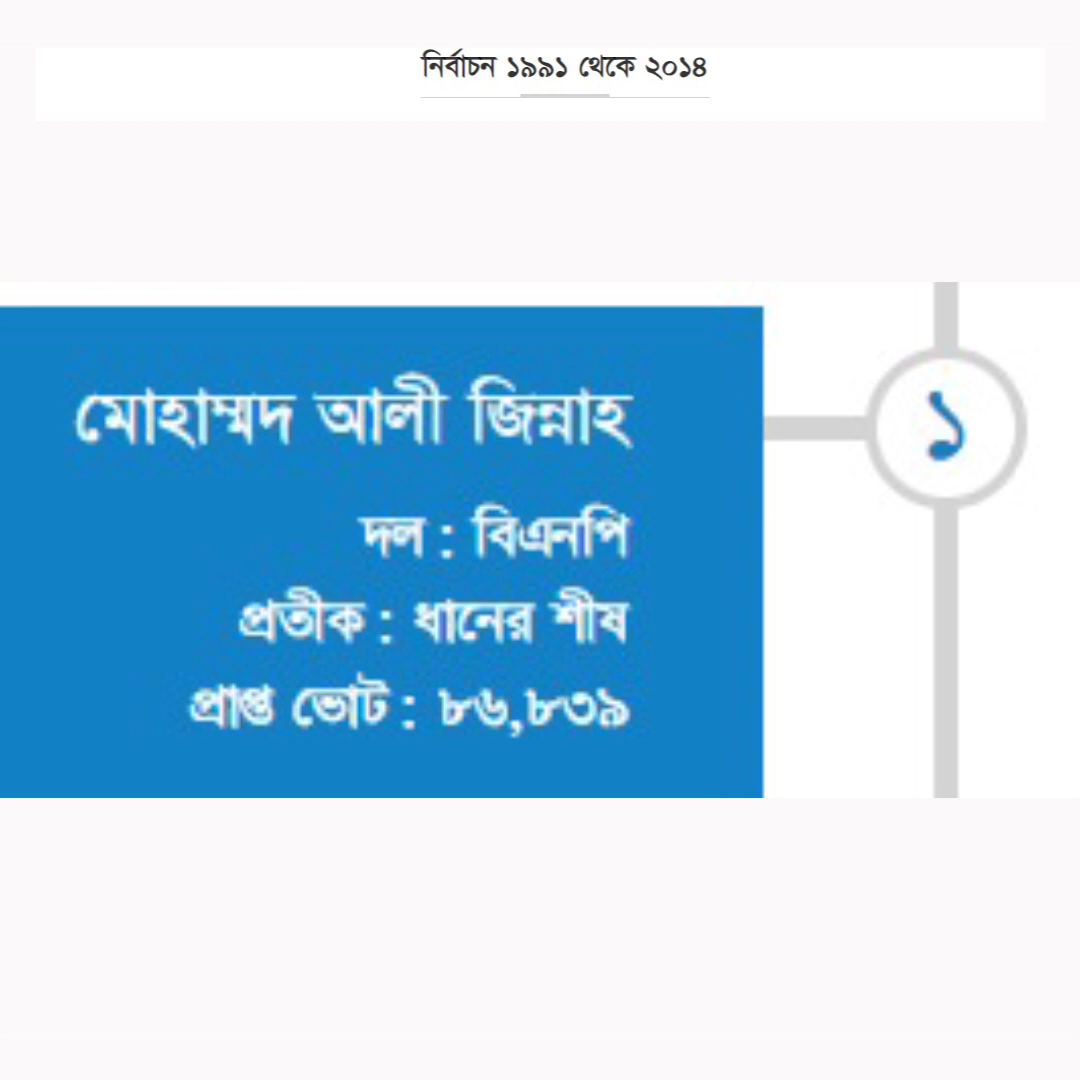 নির্বাচন ১৯৯১ থেকে ২০১৪
মোহাম্মদ আলী জিন্নাহ
১
দল : বিএনপি
প্রতীক : ধানের শীষ
প্রাপ্ত ভোট : ৮৬,৮৩৯